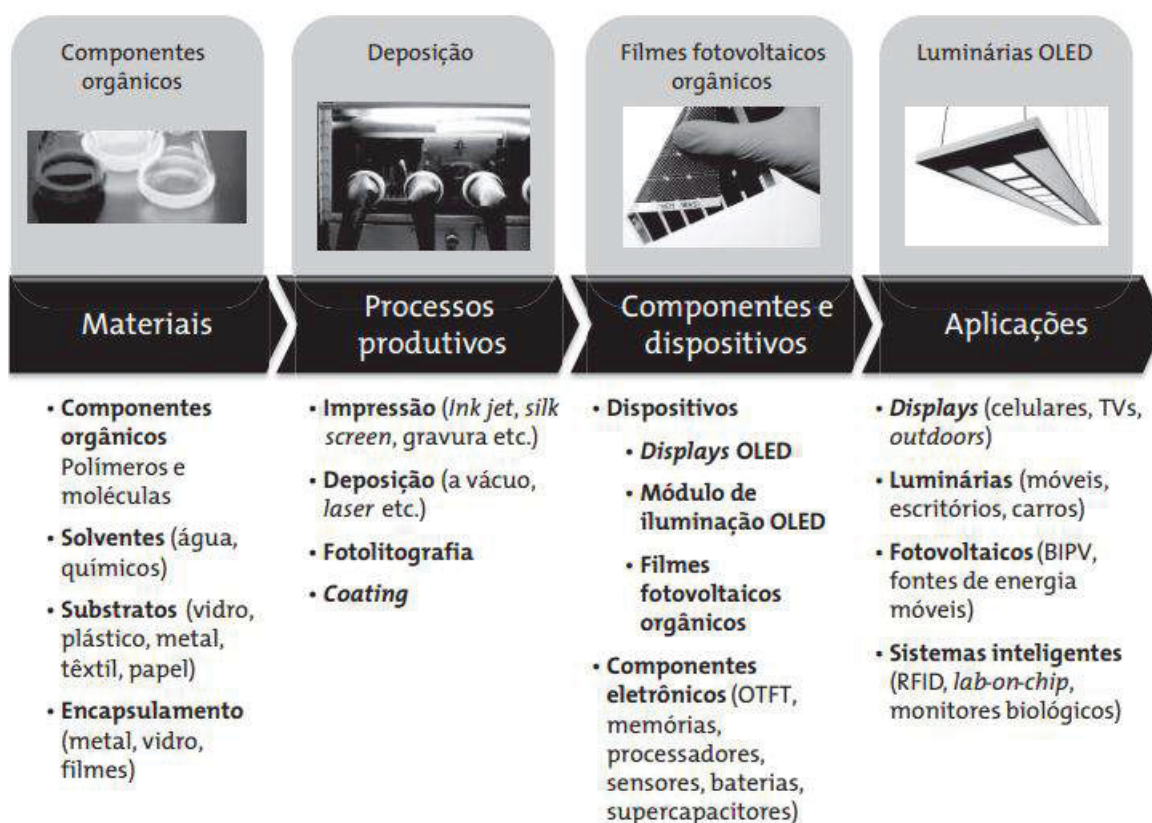 Componentes
orgânicos
Deposição
Filmes fotovoltaicos
orgânicos
Luminárias OLED
Materiais
Processos
produtivos
Componentes e
dispositivos
Aplicações
• Componentes
orgânicos
Polímeros e
moléculas
• Solventes (água,
químicos)
• Substratos (vidro,
plástico, metal,
têxtil, papel)
• Encapsulamento
(metal, vidro,
filmes)
• Impressão (Ink jet, silk
screen, gravura etc.)
• Deposição (a vácuo,
laser etc.)
• Fotolitografia
• Coating
• Dispositivos
• Displays OLED
• Módulo de
iluminação OLED
• Filmes
fotovoltaicos
orgânicos
• Componentes
eletrônicos (OTFT,
memórias,
processadores,
sensores, baterias,
supercapacitores)
• Displays (celulares, TVs,
outdoors)
• Luminárias (móveis,
escritórios, carros)
• Fotovoltaicos (BIPV,
fontes de energia
móveis)
• Sistemas inteligentes
(RFID, lab-on-chip,
monitores biológicos)